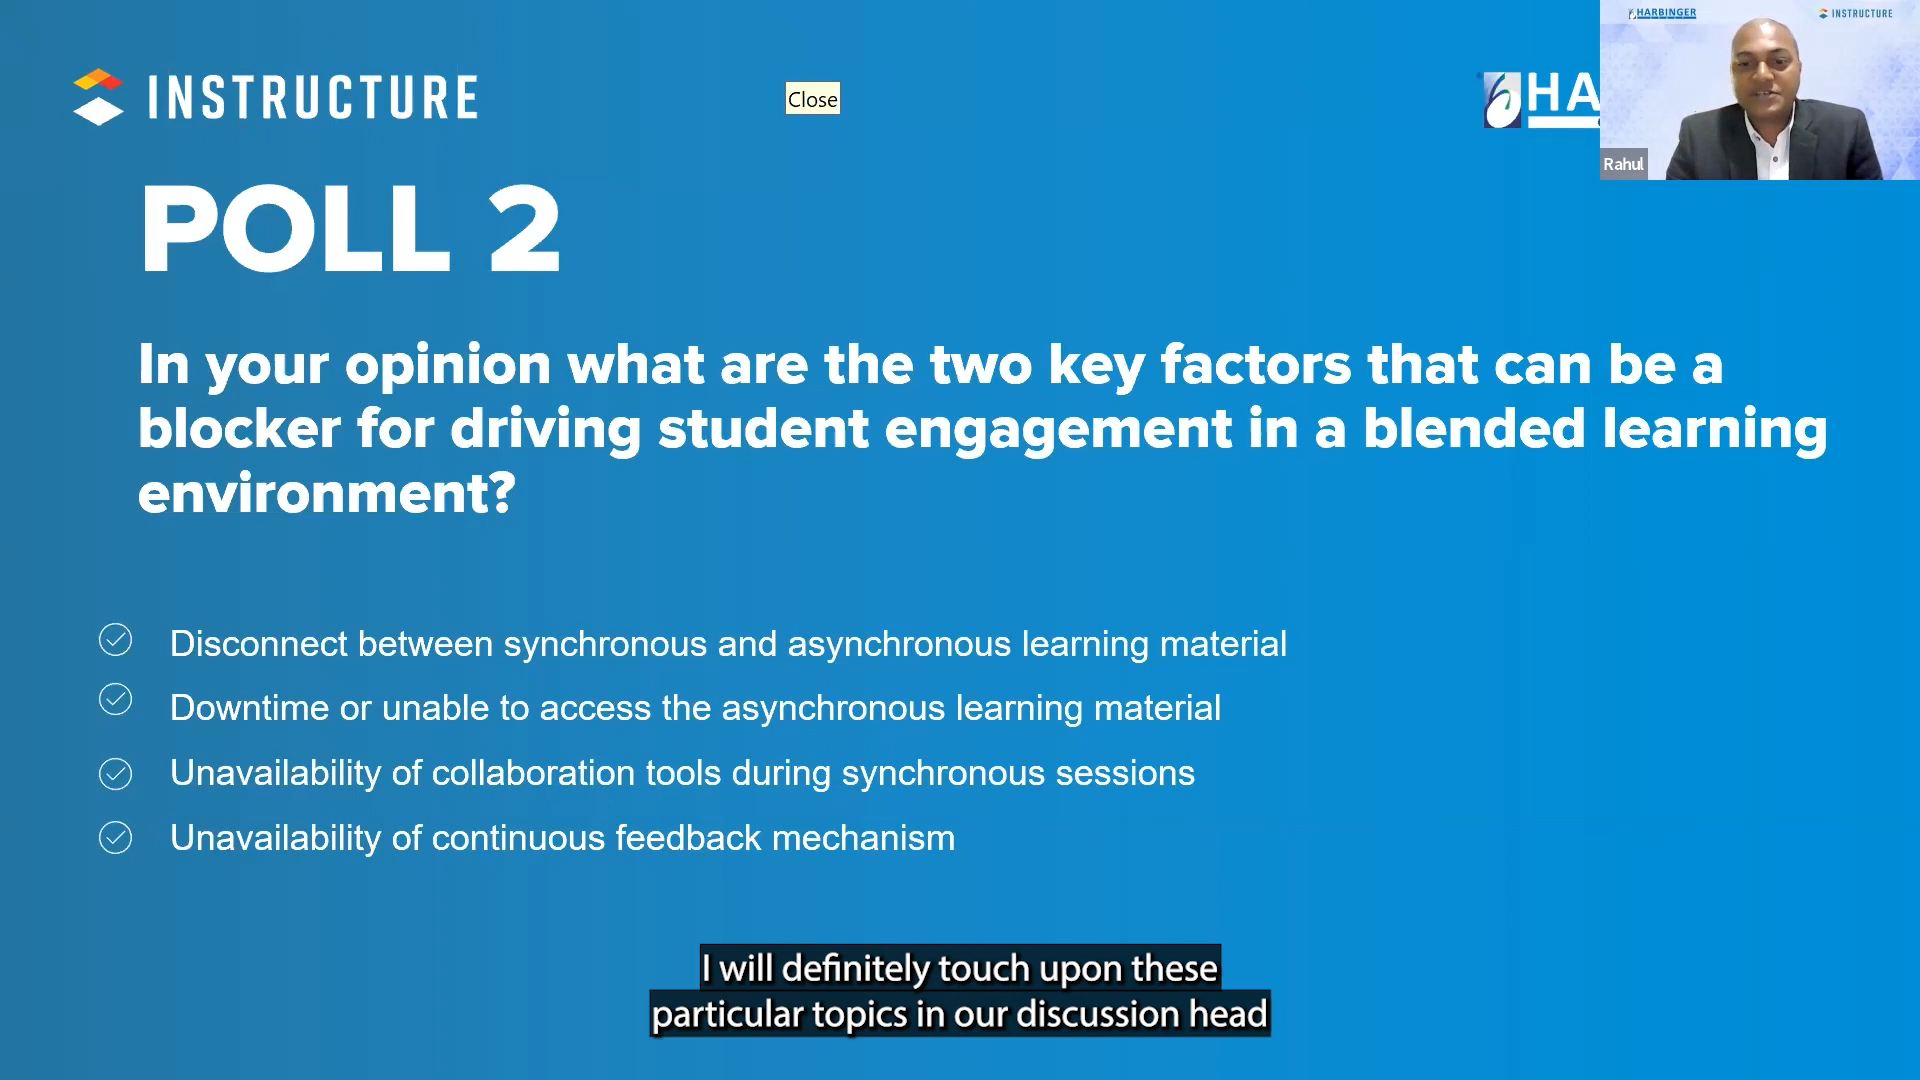 INSTRUCTURE
Close
HA
HARBINGER
INSTRUCTURE
Rahul
POLL 2
In your opinion what are the two key factors that can be a
blocker for driving student engagement in a blended learning
environment?
Disconnect between synchronous and asynchronous learning material
Downtime or unable to access the asynchronous learning material
Unavailability of collaboration tools during synchronous sessions
Unavailability of continuous feedback mechanism
I will definitely touch upon these
particular topics in our discussion head